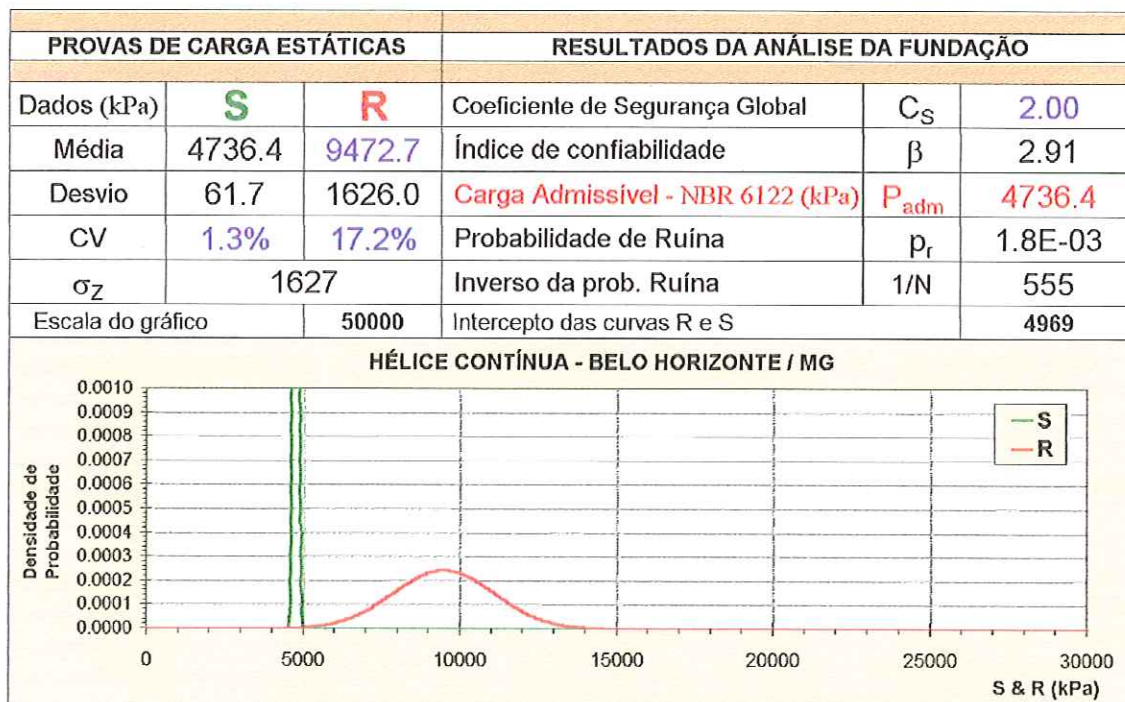 PROVAS DE CARGA ESTÁTICAS RESULTADOS DA ANÁLISE DA FUNDAÇÃO
Dados (kPa) S R Coeficiente de Segurança Global C_S 2.00
Média 4736.4 9472.7 Índice de confiabilidade β 2.91
Desvio 61.7 1626.0 Carga Admissível - NBR 6122 (kPa) P_adm 4736.4
CV 1.3% 17.2% Probabilidade de Ruína p_r 1.8E-03
σ_Z 1627 Inverso da prob. Ruína 1/N 555
Escala do gráfico 50000 Intercepto das curvas R e S 4969
HÉLICE CONTÍNUA - BELO HORIZONTE / MG
Densidade de
Probabilidade
0.0010
0.0009
0.0008
0.0007
0.0006
0.0005
0.0004
0.0003
0.0002
0.0001
0.0000
S
R
0 5000 10000 15000 20000 25000 30000
S & R (kPa)